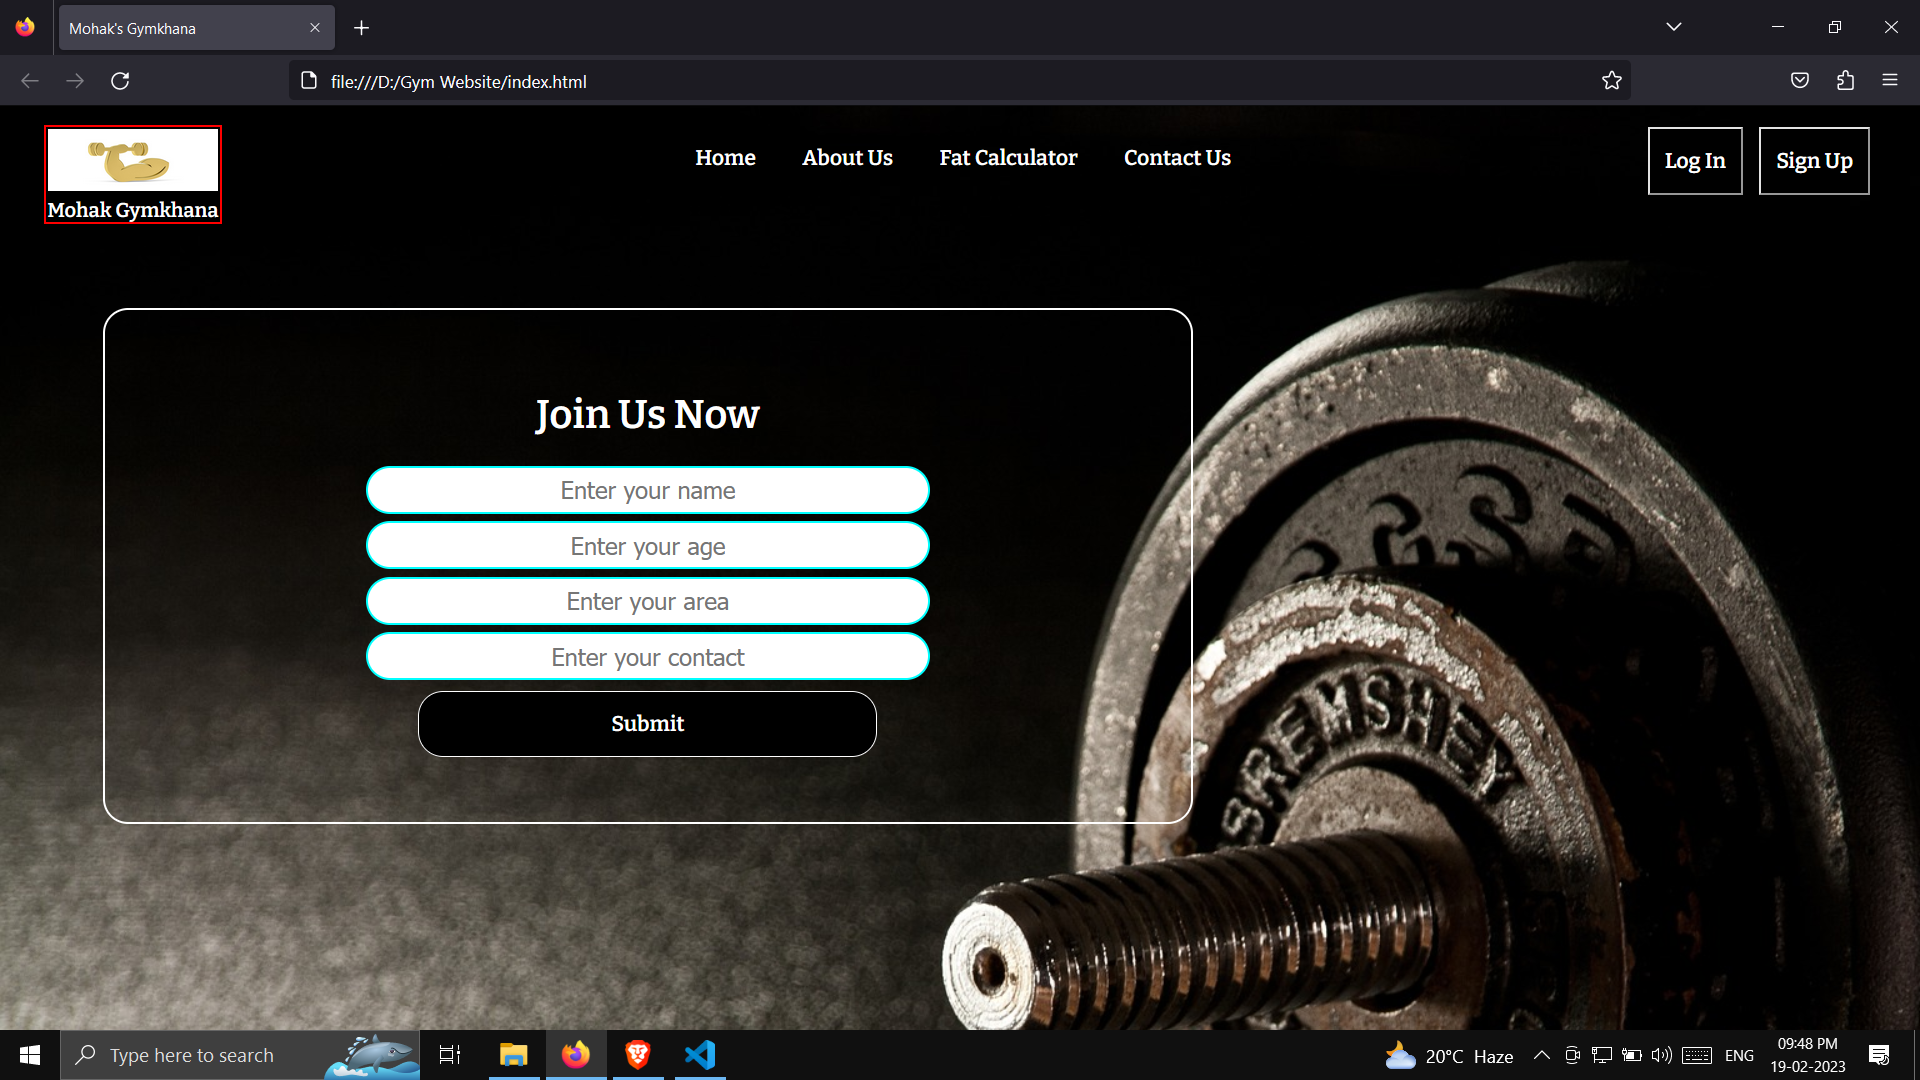 Mohak's Gymkhana
file:///D:/Gym Website/index.html
Mohak Gymkhana
Home
About Us
Fat Calculator
Contact Us
Log In
Sign Up
Join Us Now
Enter your name
Enter your age
Enter your area
Enter your contact
Submit
SREMSHEY
Type here to search
20°C Haze
ENG
09:48 PM
19-02-2023